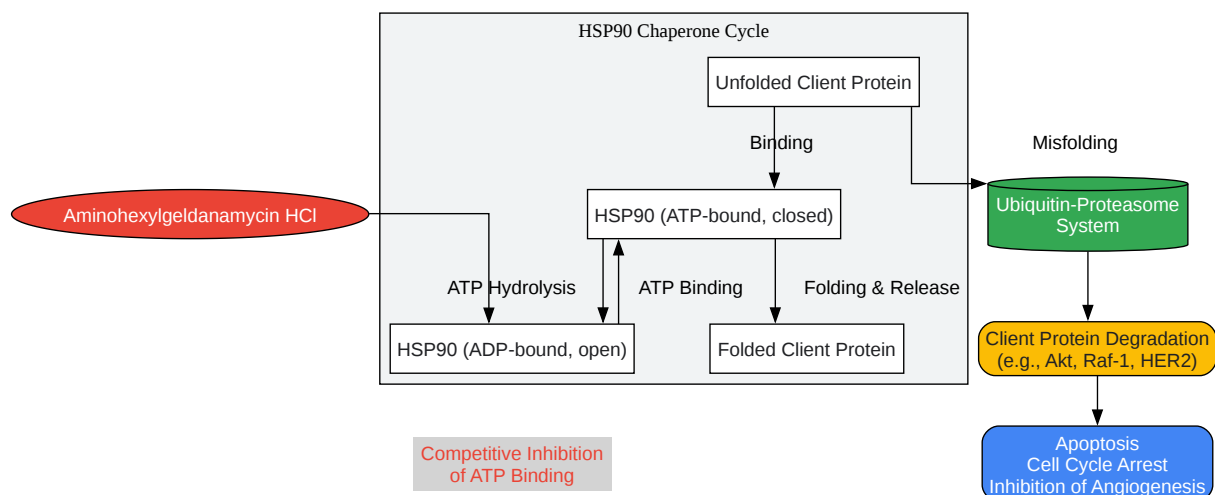 HSP90 Chaperone Cycle
Unfolded Client Protein
Binding
Misfolding
Aminohexylgeldanamycin HCl
HSP90 (ATP-bound, closed)
Ubiquitin-Proteasome
System
ATP Hydrolysis
ATP Binding
Folding & Release
HSP90 (ADP-bound, open)
Folded Client Protein
Client Protein Degradation
(e.g., Akt, Raf-1, HER2)
Competitive Inhibition
of ATP Binding
Apoptosis
Cell Cycle Arrest
Inhibition of Angiogenesis